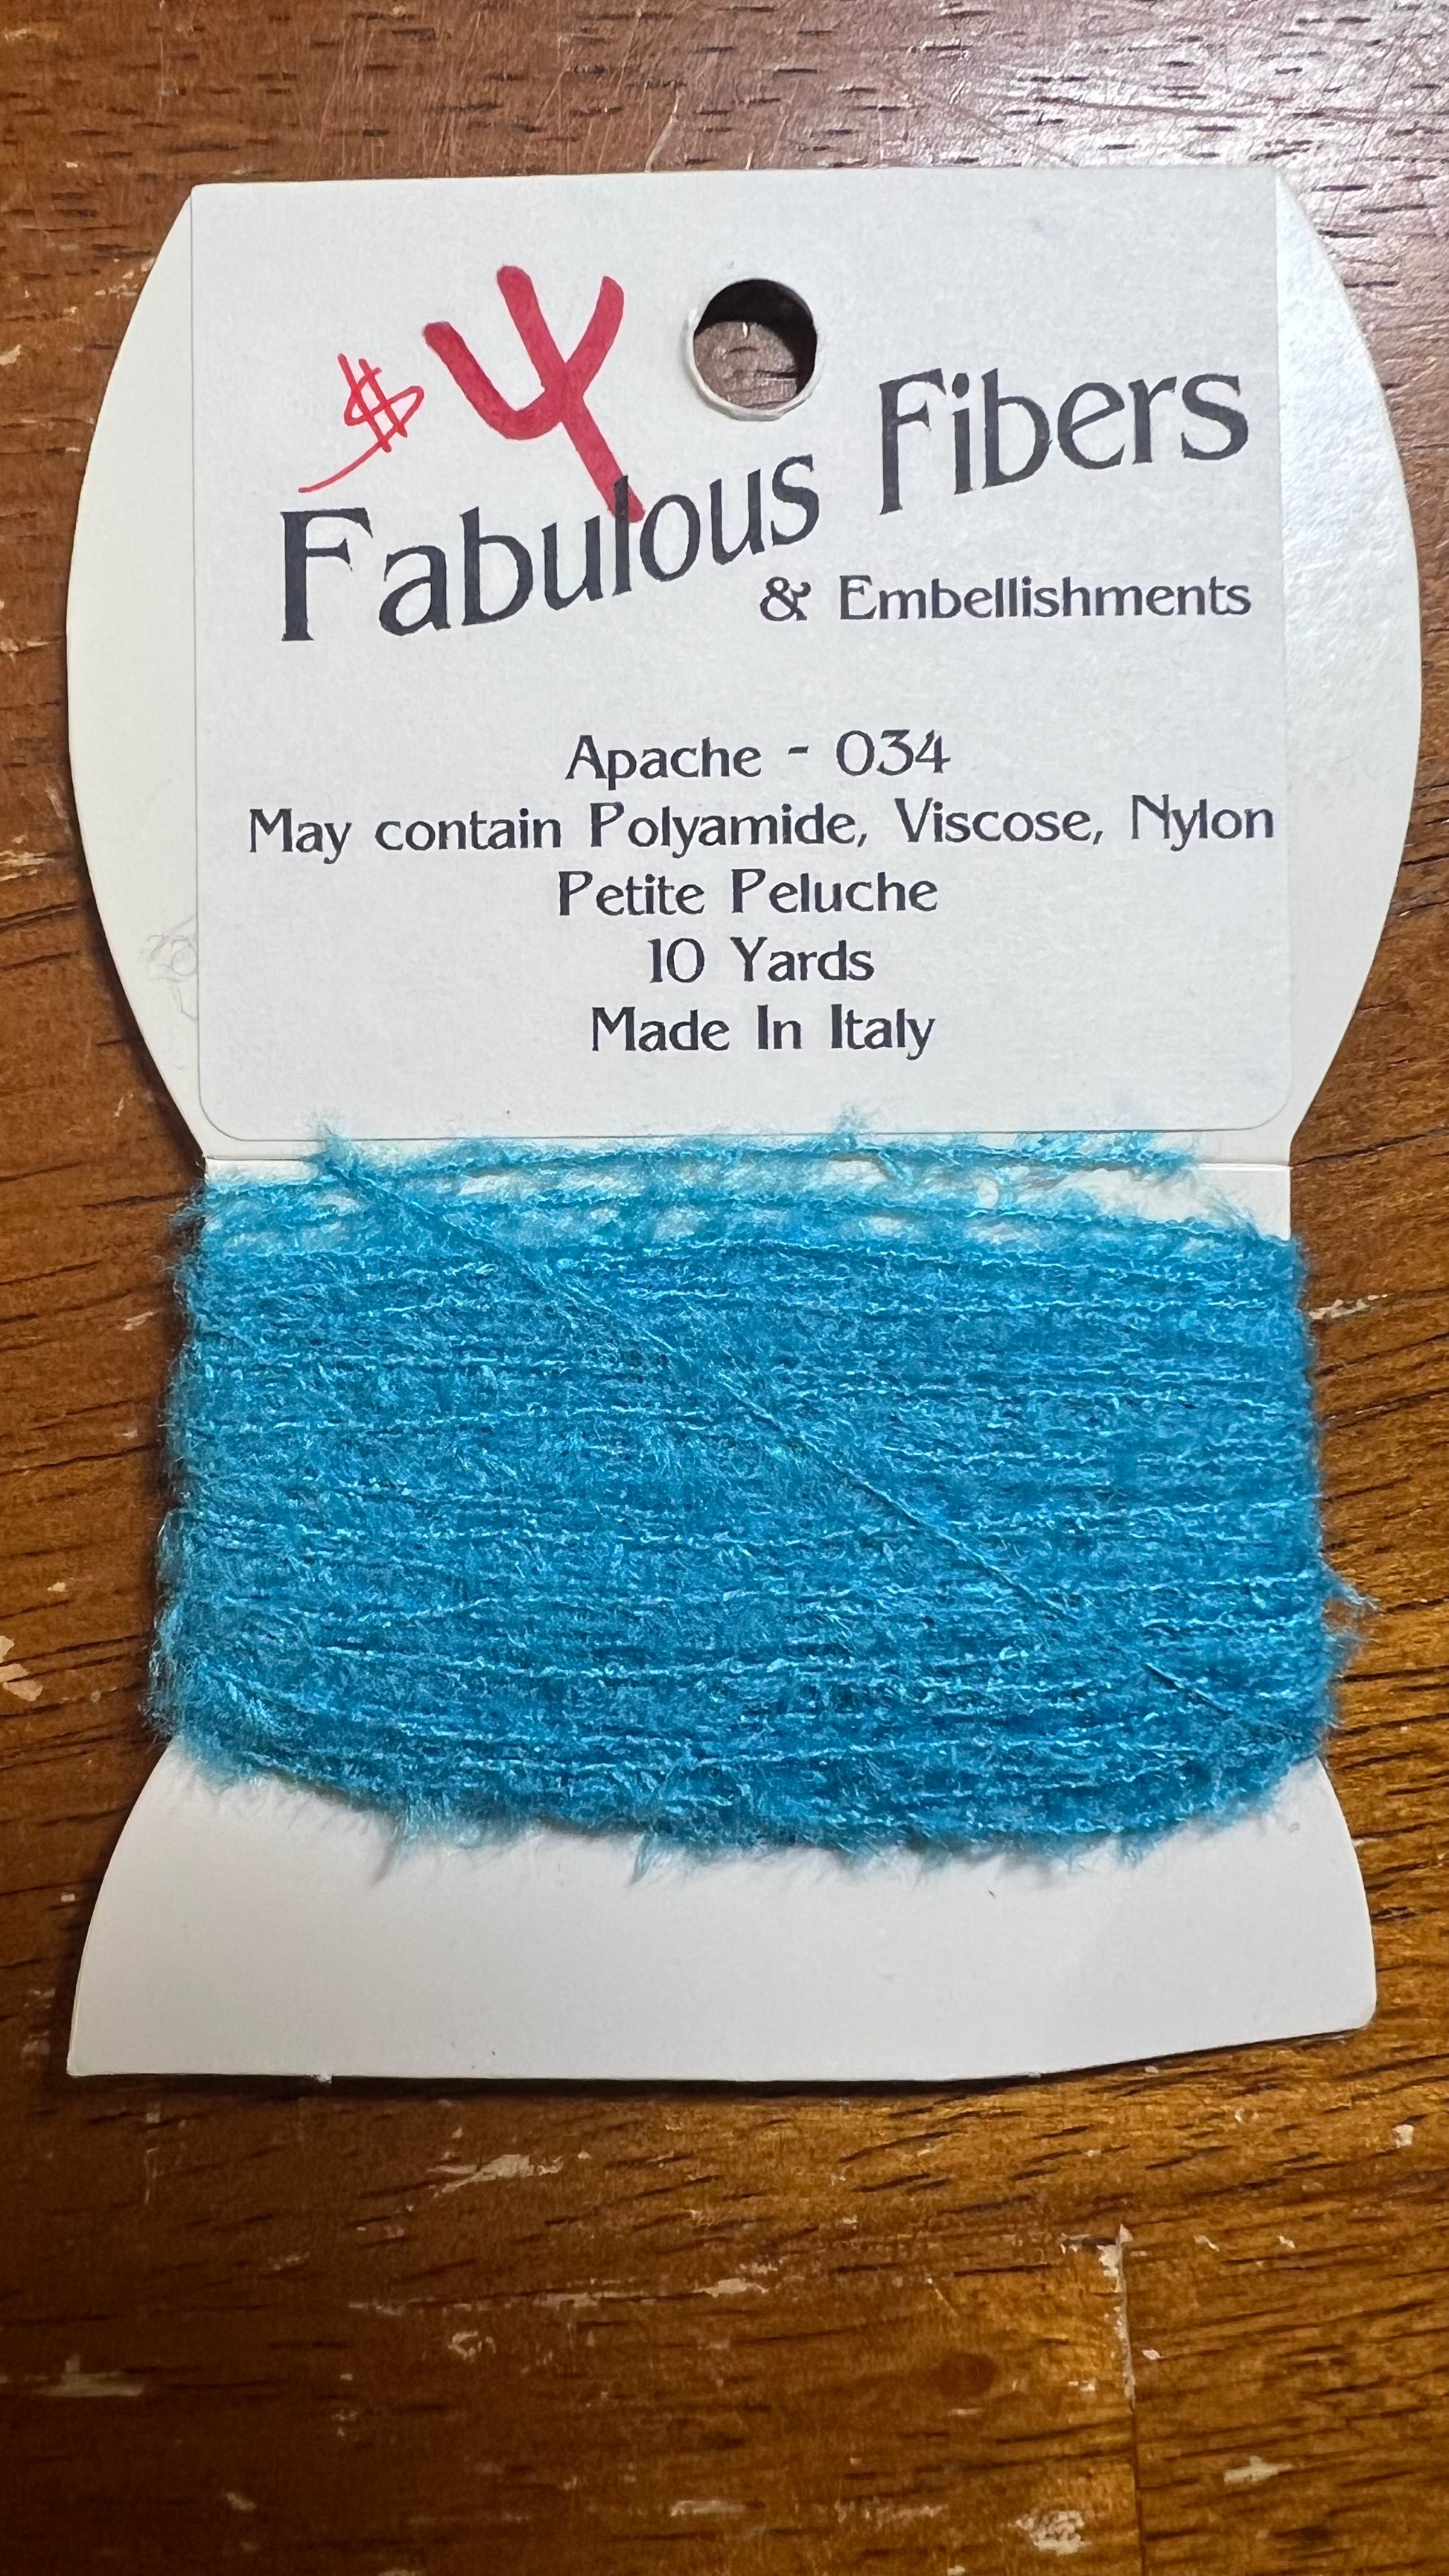 $4
Fabulous Fibers
& Embellishments
Apache - 034
May contain Polyamide, Viscose, Nylon
Petite Peluche
10 Yards
Made In Italy